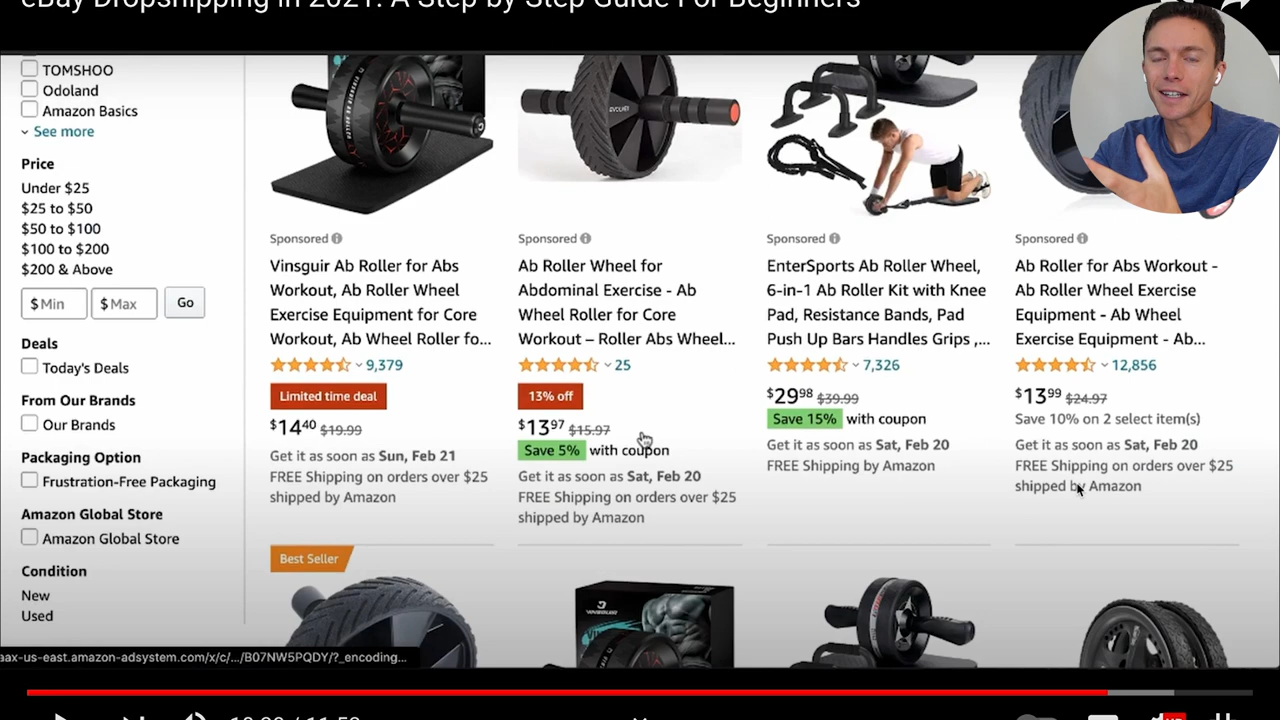 eBay Dropshipping in 2021: A Step by Step Guide For Beginners
TOMSHOO
Odoland
Amazon Basics
See more
Price
Under $25
$25 to $50
$50 to $100
$100 to $200
$200 & Above
$ Min
$ Max
Go
Deals
Today's Deals
From Our Brands
Our Brands
Packaging Option
Frustration-Free Packaging
Amazon Global Store
Amazon Global Store
Condition
New
Used
Sponsored
Vinsguir Ab Roller for Abs
Workout, Ab Roller Wheel
Exercise Equipment for Core
Workout, Ab Wheel Roller fo...
9,379
Limited time deal
$14 40 $19.99
Get it as soon as Sun, Feb 21
FREE Shipping on orders over $25
shipped by Amazon
Sponsored
Ab Roller Wheel for
Abdominal Exercise - Ab
Wheel Roller for Core
Workout – Roller Abs Wheel...
25
13% off
$13 97 $15.97
Save 5% with coupon
Get it as soon as Sat, Feb 20
FREE Shipping on orders over $25
shipped by Amazon
Sponsored
EnterSports Ab Roller Wheel,
6-in-1 Ab Roller Kit with Knee
Pad, Resistance Bands, Pad
Push Up Bars Handles Grips ,...
7,326
$29 98 $39.99
Save 15% with coupon
Get it as soon as Sat, Feb 20
FREE Shipping by Amazon
Sponsored
Ab Roller for Abs Workout -
Ab Roller Wheel Exercise
Equipment - Ab Wheel
Exercise Equipment - Ab...
12,856
$13 99 $24.97
Save 10% on 2 select item(s)
Get it as soon as Sat, Feb 20
FREE Shipping on orders over $25
shipped by Amazon
Best Seller
aax-us-east.amazon-adsystem.com/x/c/.../B07NW5PQDY/?_encoding...